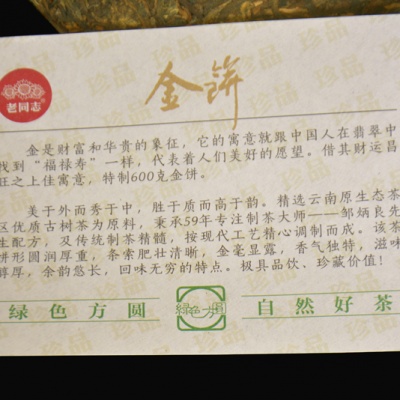 珍品 珍品
老同志
金饼
金是财富和华贵的象征,它的寓意就跟中国人在翡翠中
找到“福禄寿”一样,代表着人们美好的愿望。借其财运昌
旺之上佳寓意,特制600克金饼。
美于外而秀于中,胜于质而高于韵。精选云南原生态茶
区优质古树茶为原料,秉承59年专注制茶大师——邹炳良先
生配方,及传统制茶精髓,按现代工艺精心调制而成。该茶
饼形圆润厚重,条索肥壮清晰,金毫显露,香气独特,滋味
醇厚,余韵悠长,回味无穷的特点。极具品饮、珍藏价值!
绿色方圆
自然好茶